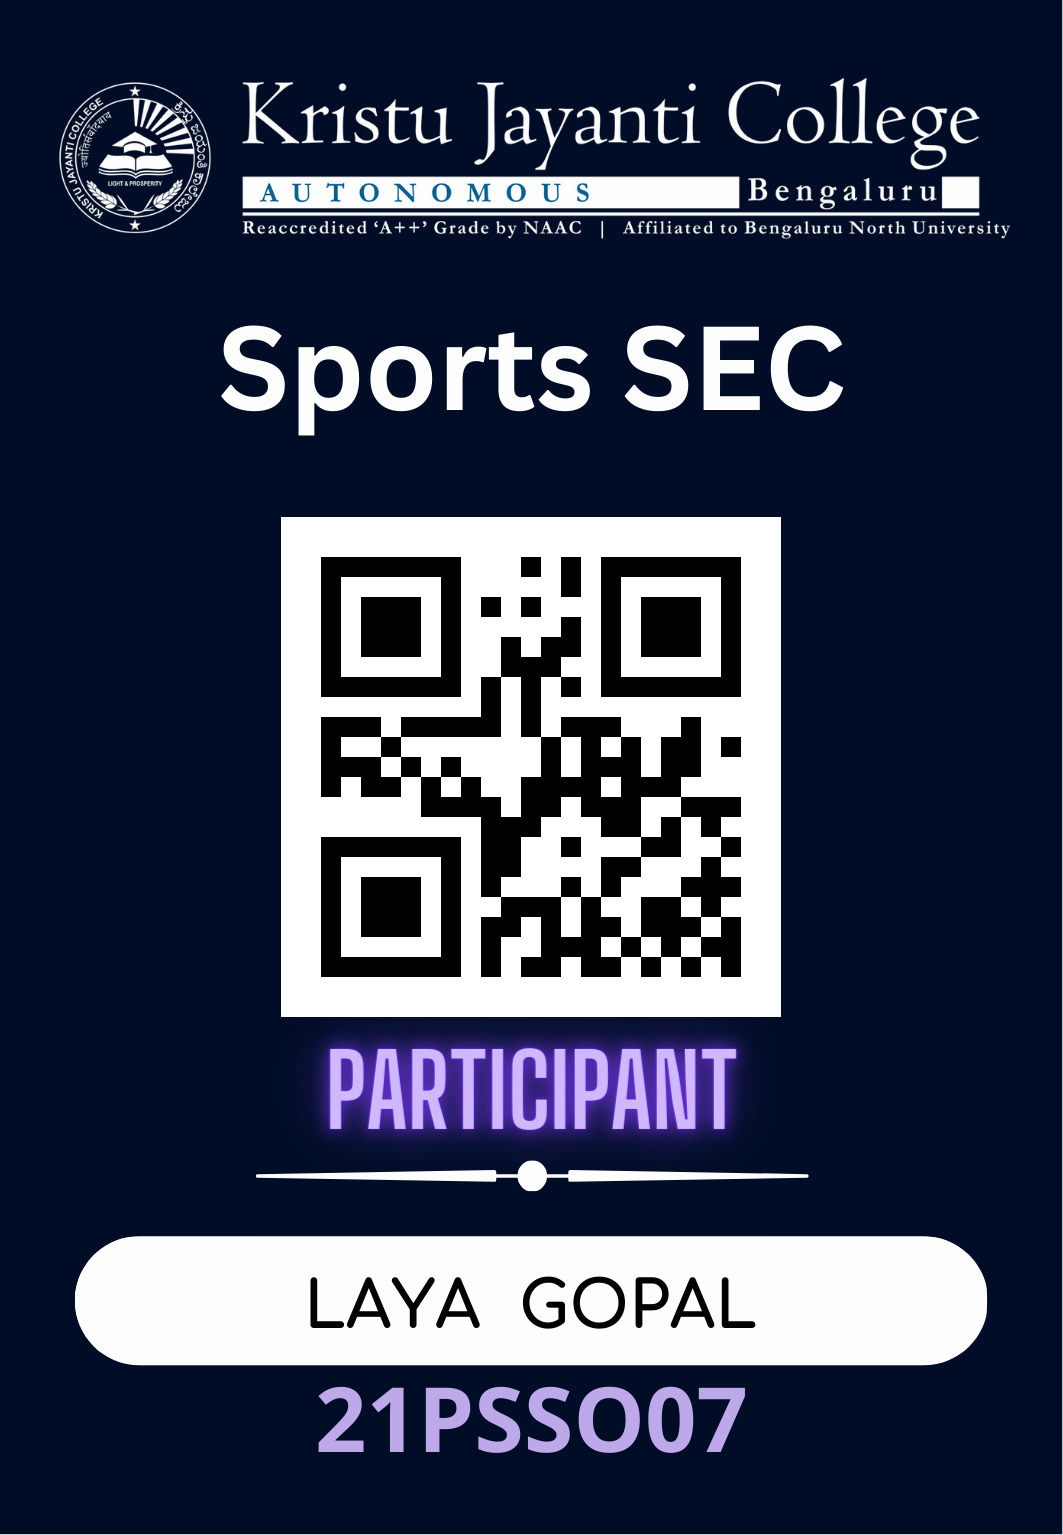 Kristu Jayanti College
AUTONOMOUS Bengaluru
Reaccredited ‘A++’ Grade by NAAC | Affiliated to Bengaluru North University
KRISTU JAYANTI COLLEGE
ಕ್ರಿಸ್ತು ಜಯಂತಿ ಕಾಲೇಜು
LIGHT & PROSPERITY
Sports SEC
PARTICIPANT
LAYA GOPAL
21PSSO07